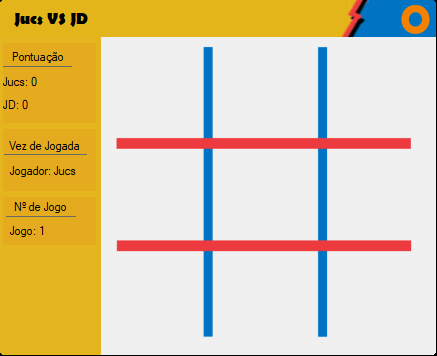 Jucs VS JD
Pontuação
Jucs: 0
JD: 0
Vez de Jogada
Jogador: Jucs
Nº de Jogo
Jogo: 1